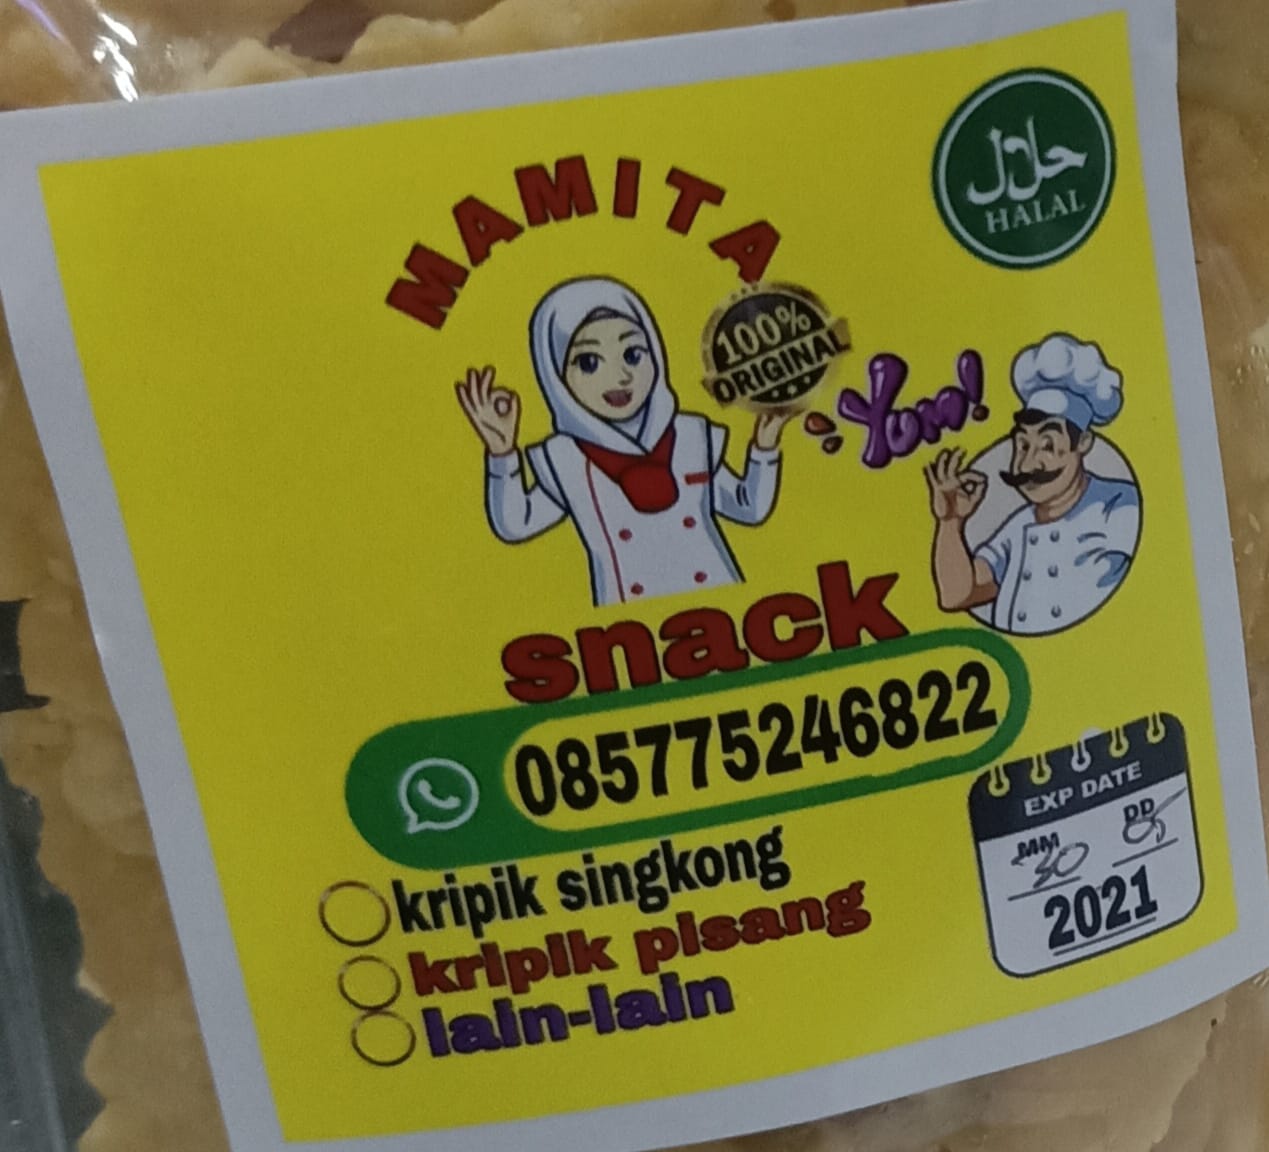 MAMITA
حلال
HALAL
100%
ORIGINAL
Yum!
snack
085775246822
EXP DATE
MM DD
30 05
2021
kripik singkong
kripik pisang
lain-lain